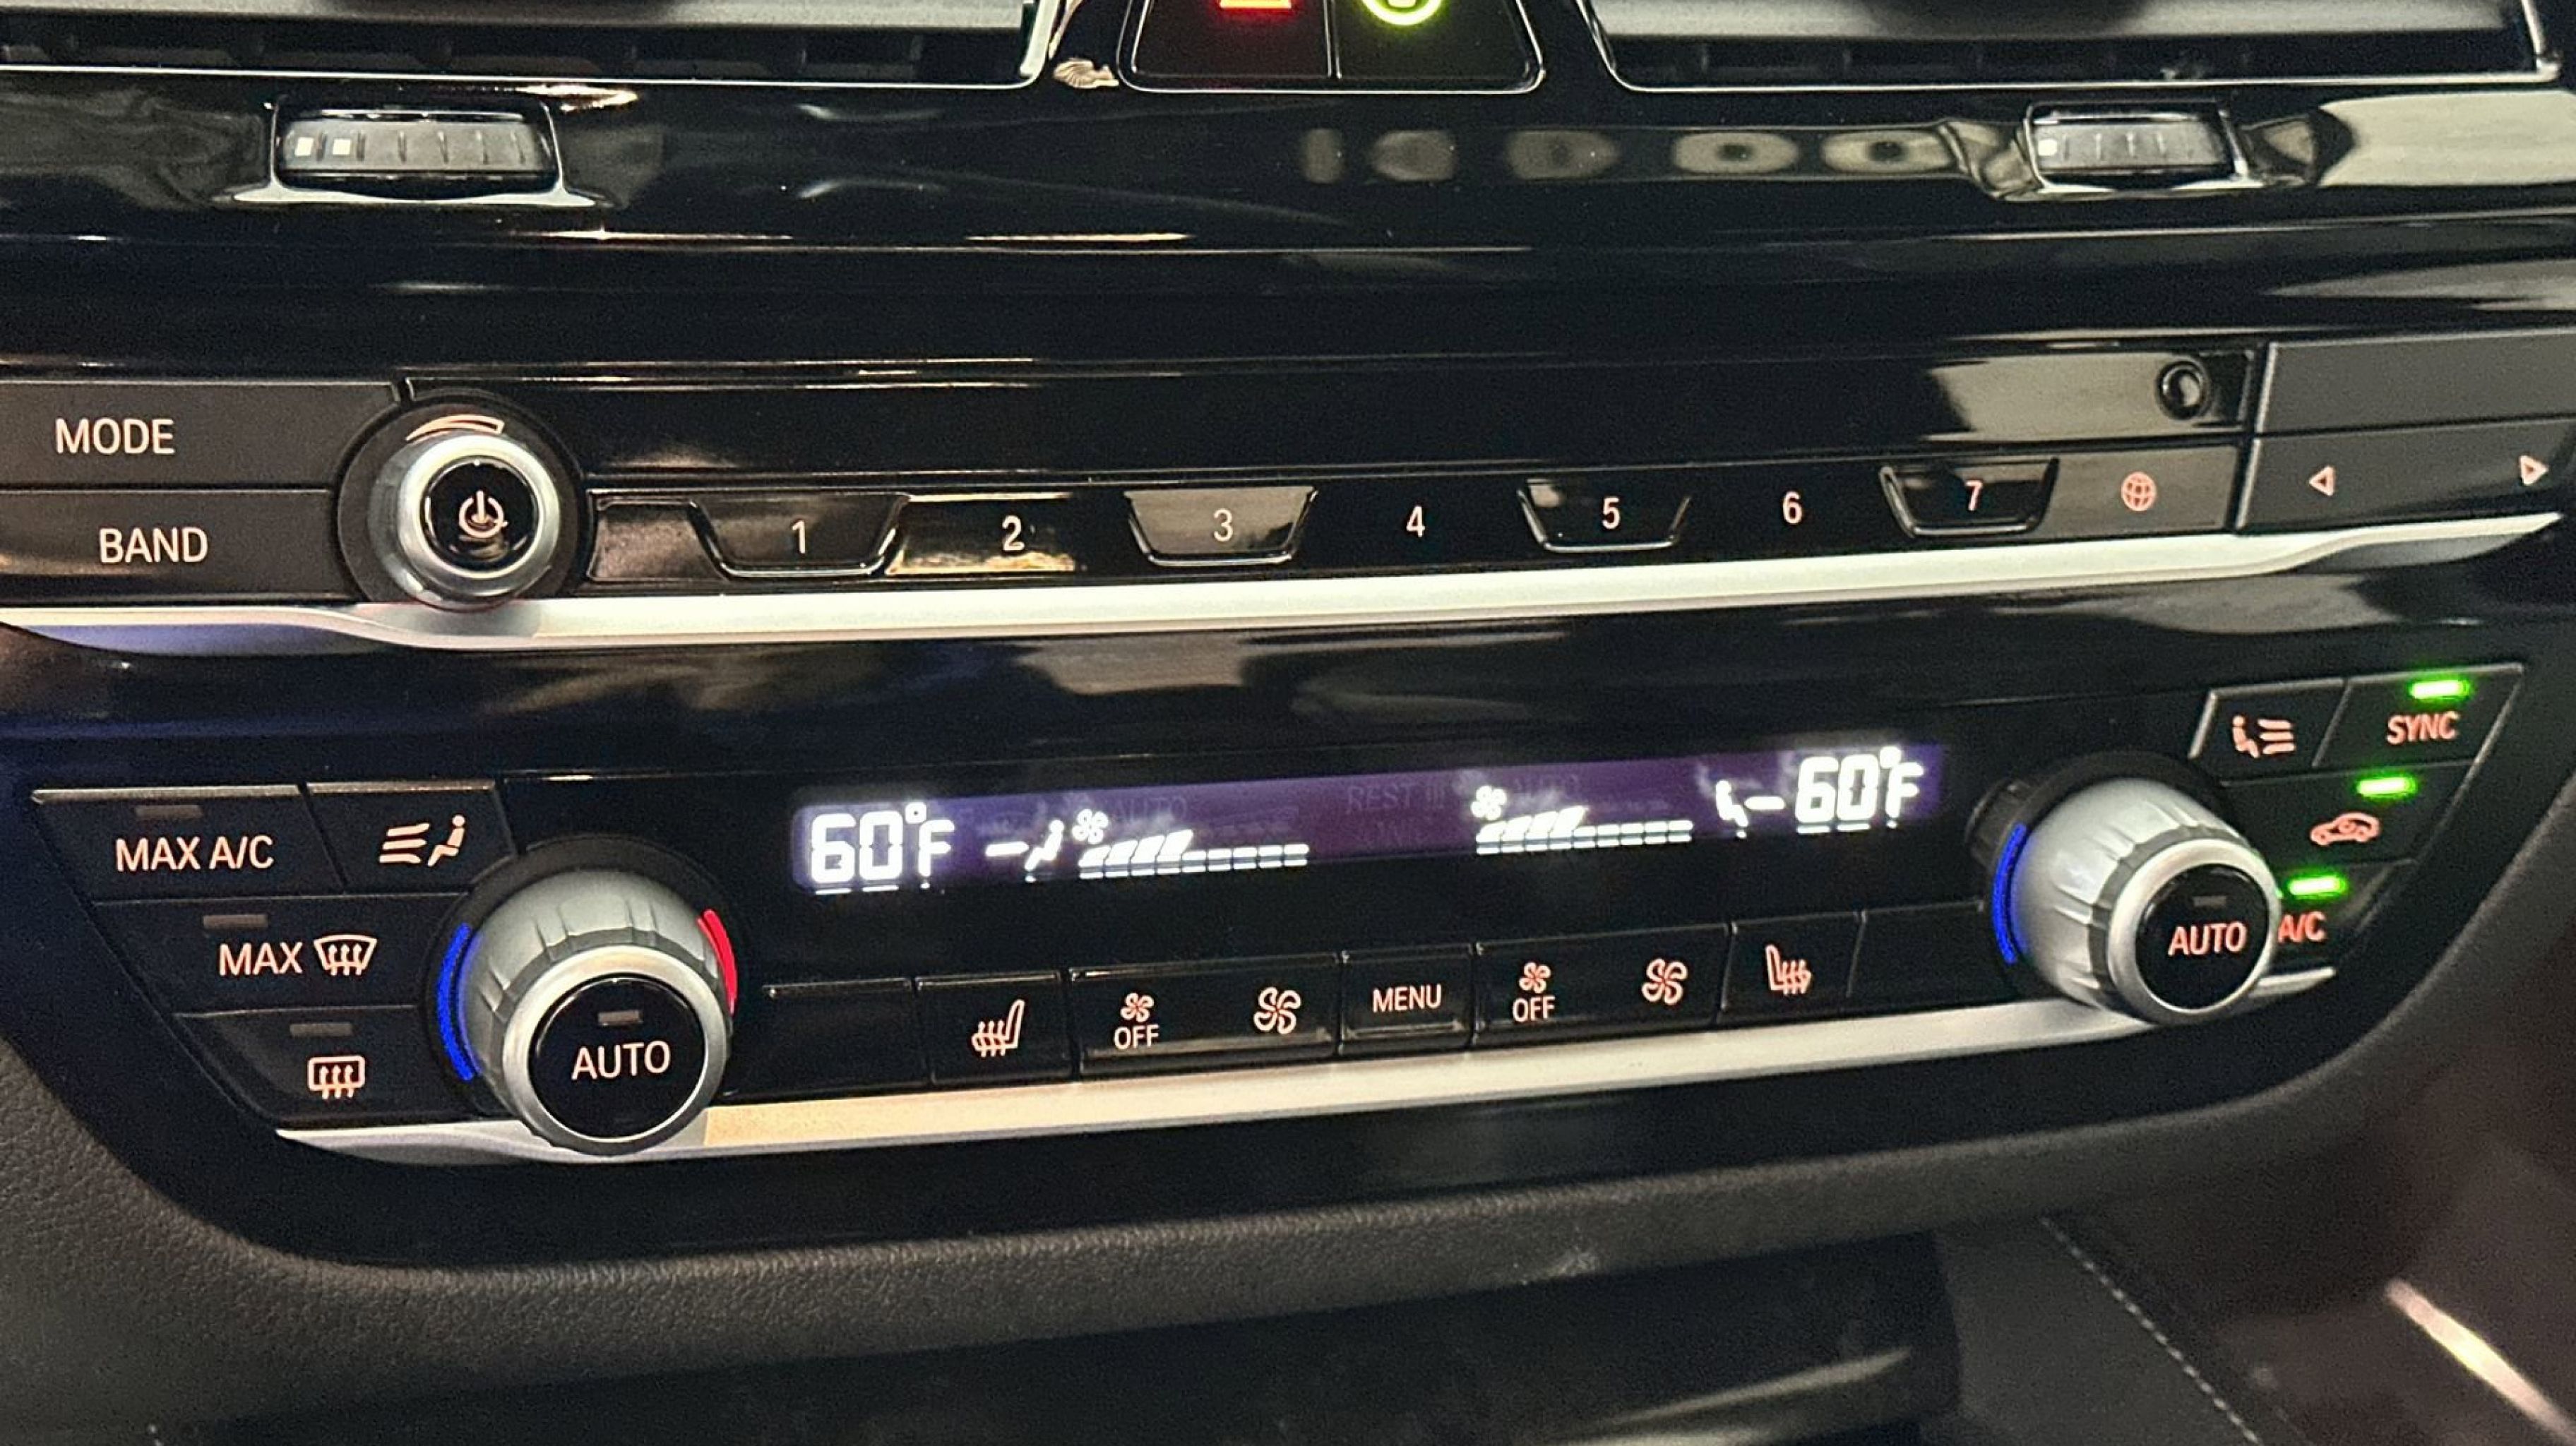 MODE
BAND
1 2 3 4 5 6 7
SYNC
60°F 60°F
MAX A/C
A/C
MAX
AUTO
AUTO
OFF
MENU
OFF